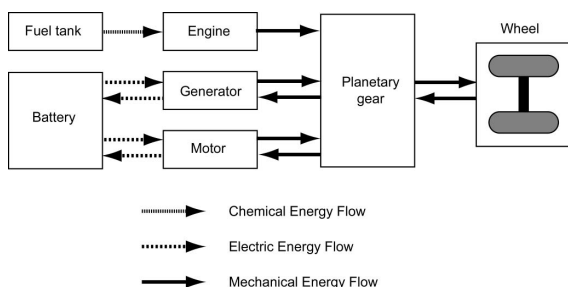 Fuel tank
Engine
Wheel
Battery
Generator
Planetary
gear
Motor
Chemical Energy Flow
Electric Energy Flow
Mechanical Energy Flow